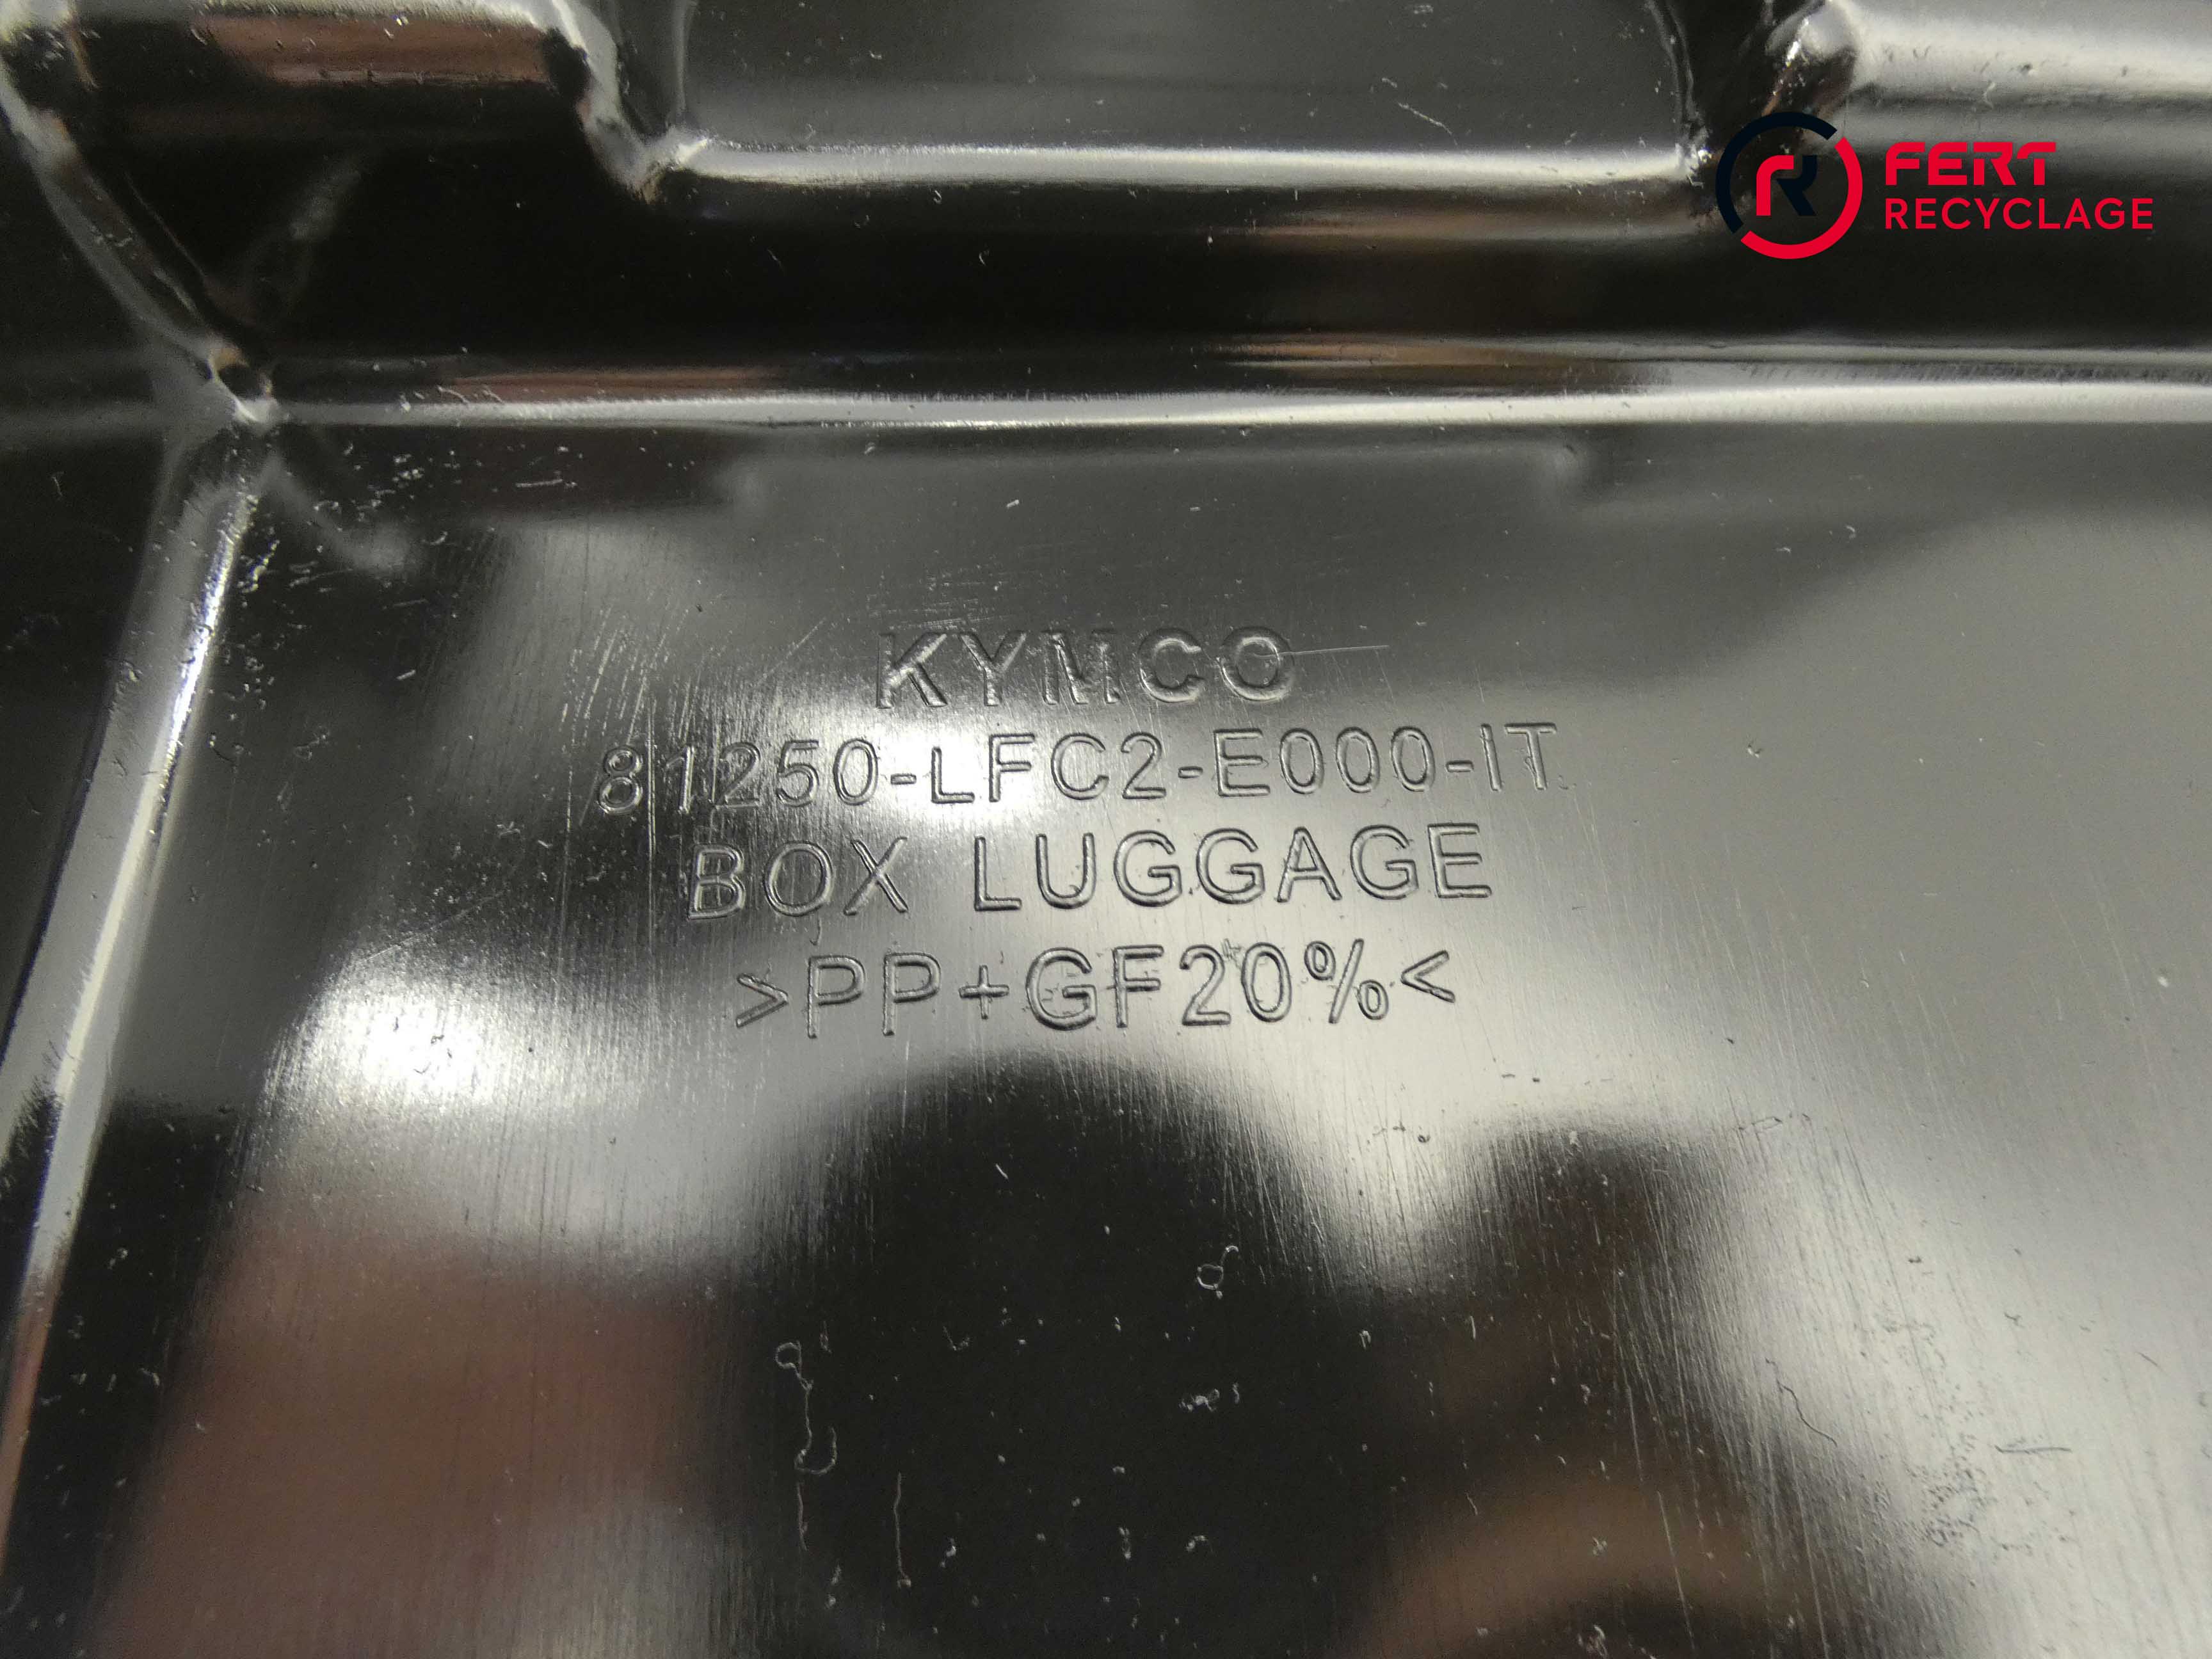 FERT
RECYCLAGE
KYMCO
81250-LFC2-E000-IT
BOX LUGGAGE
>PP+GF20%<